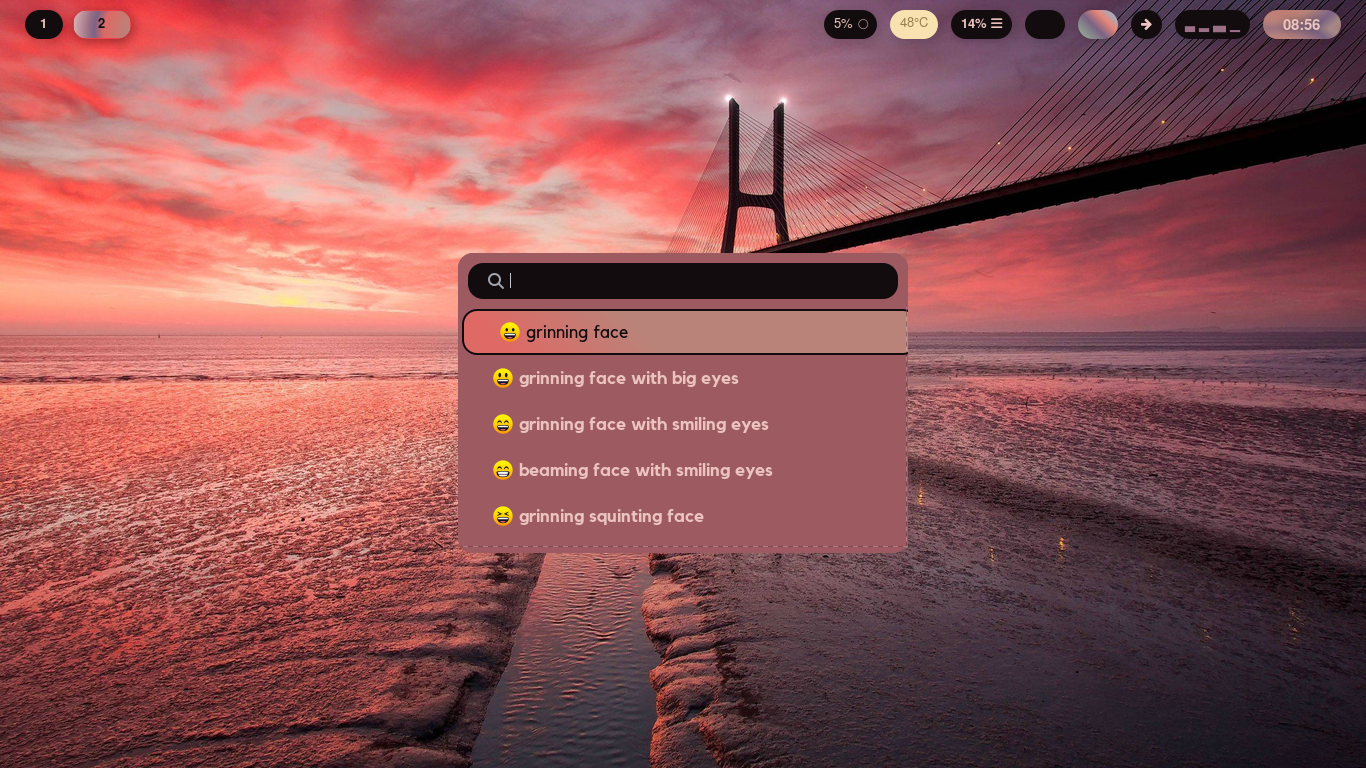 1
2
5%
48°C
14%
08:56
grinning face
grinning face with big eyes
grinning face with smiling eyes
beaming face with smiling eyes
grinning squinting face